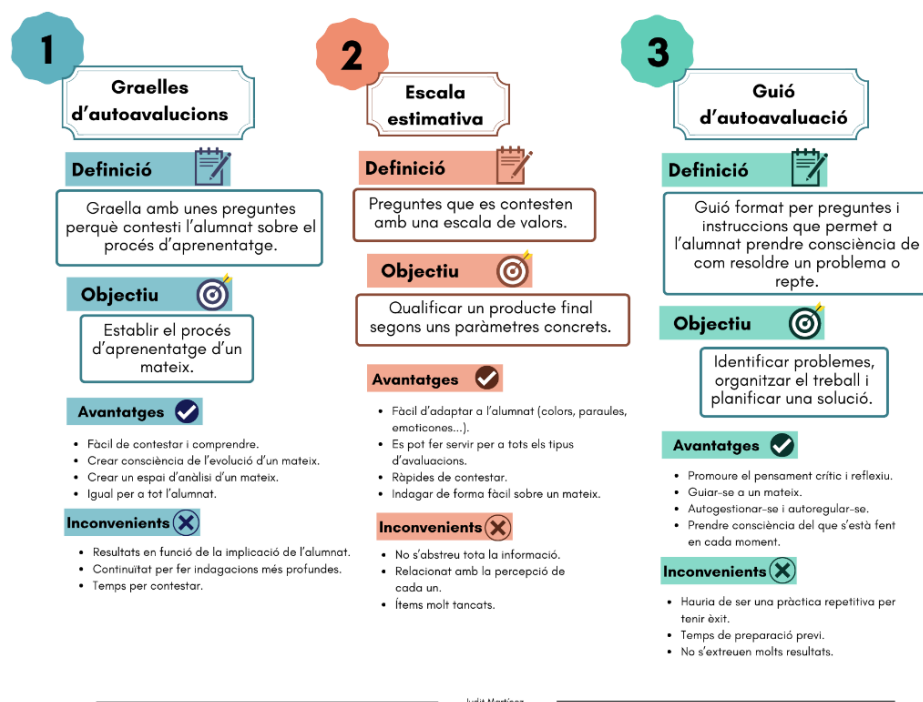 1
Graelles
d'autoavalucions
Definició
Graella amb unes preguntes
perquè contesti l'alumnat sobre el
procés d'aprenentatge.
Objectiu
Establir el procés
d'aprenentatge d'un
mateix.
Avantatges
• Fàcil de contestar i comprendre.
• Crear consciència de l'evolució d'un mateix.
• Crear un espai d'anàlisi d'un mateix.
• Igual per a tot l'alumnat.
Inconvenients
• Resultats en funció de la implicació de l'alumnat.
• Continuïtat per fer indagacions més profundes.
• Temps per contestar.
2
Escala
estimativa
Definició
Preguntes que es contesten
amb una escala de valors.
Objectiu
Qualificar un producte final
segons uns paràmetres concrets.
Avantatges
• Fàcil d'adaptar a l'alumnat (colors, paraules,
emoticones...).
• Es pot fer servir per a tots els tipus
d'avaluacions.
• Ràpides de contestar.
• Indagar de forma fàcil sobre un mateix.
Inconvenients
• No s'abstreu tota la informació.
• Relacionat amb la percepció de
cada un.
• Ítems molt tancats.
3
Guió
d'autoavaluació
Definició
Guió format per preguntes i
instruccions que permet a
l'alumnat prendre consciència de
com resoldre un problema o
repte.
Objectiu
Identificar problemes,
organitzar el treball i
planificar una solució.
Avantatges
• Promoure el pensament crític i reflexiu.
• Guiar-se a un mateix.
• Autogestionar-se i autoregular-se.
• Prendre consciència del que s'està fent
en cada moment.
Inconvenients
• Hauria de ser una pràctica repetitiva per
tenir èxit.
• Temps de preparació previ.
• No s'extreuen molts resultats.
Judit Martínez